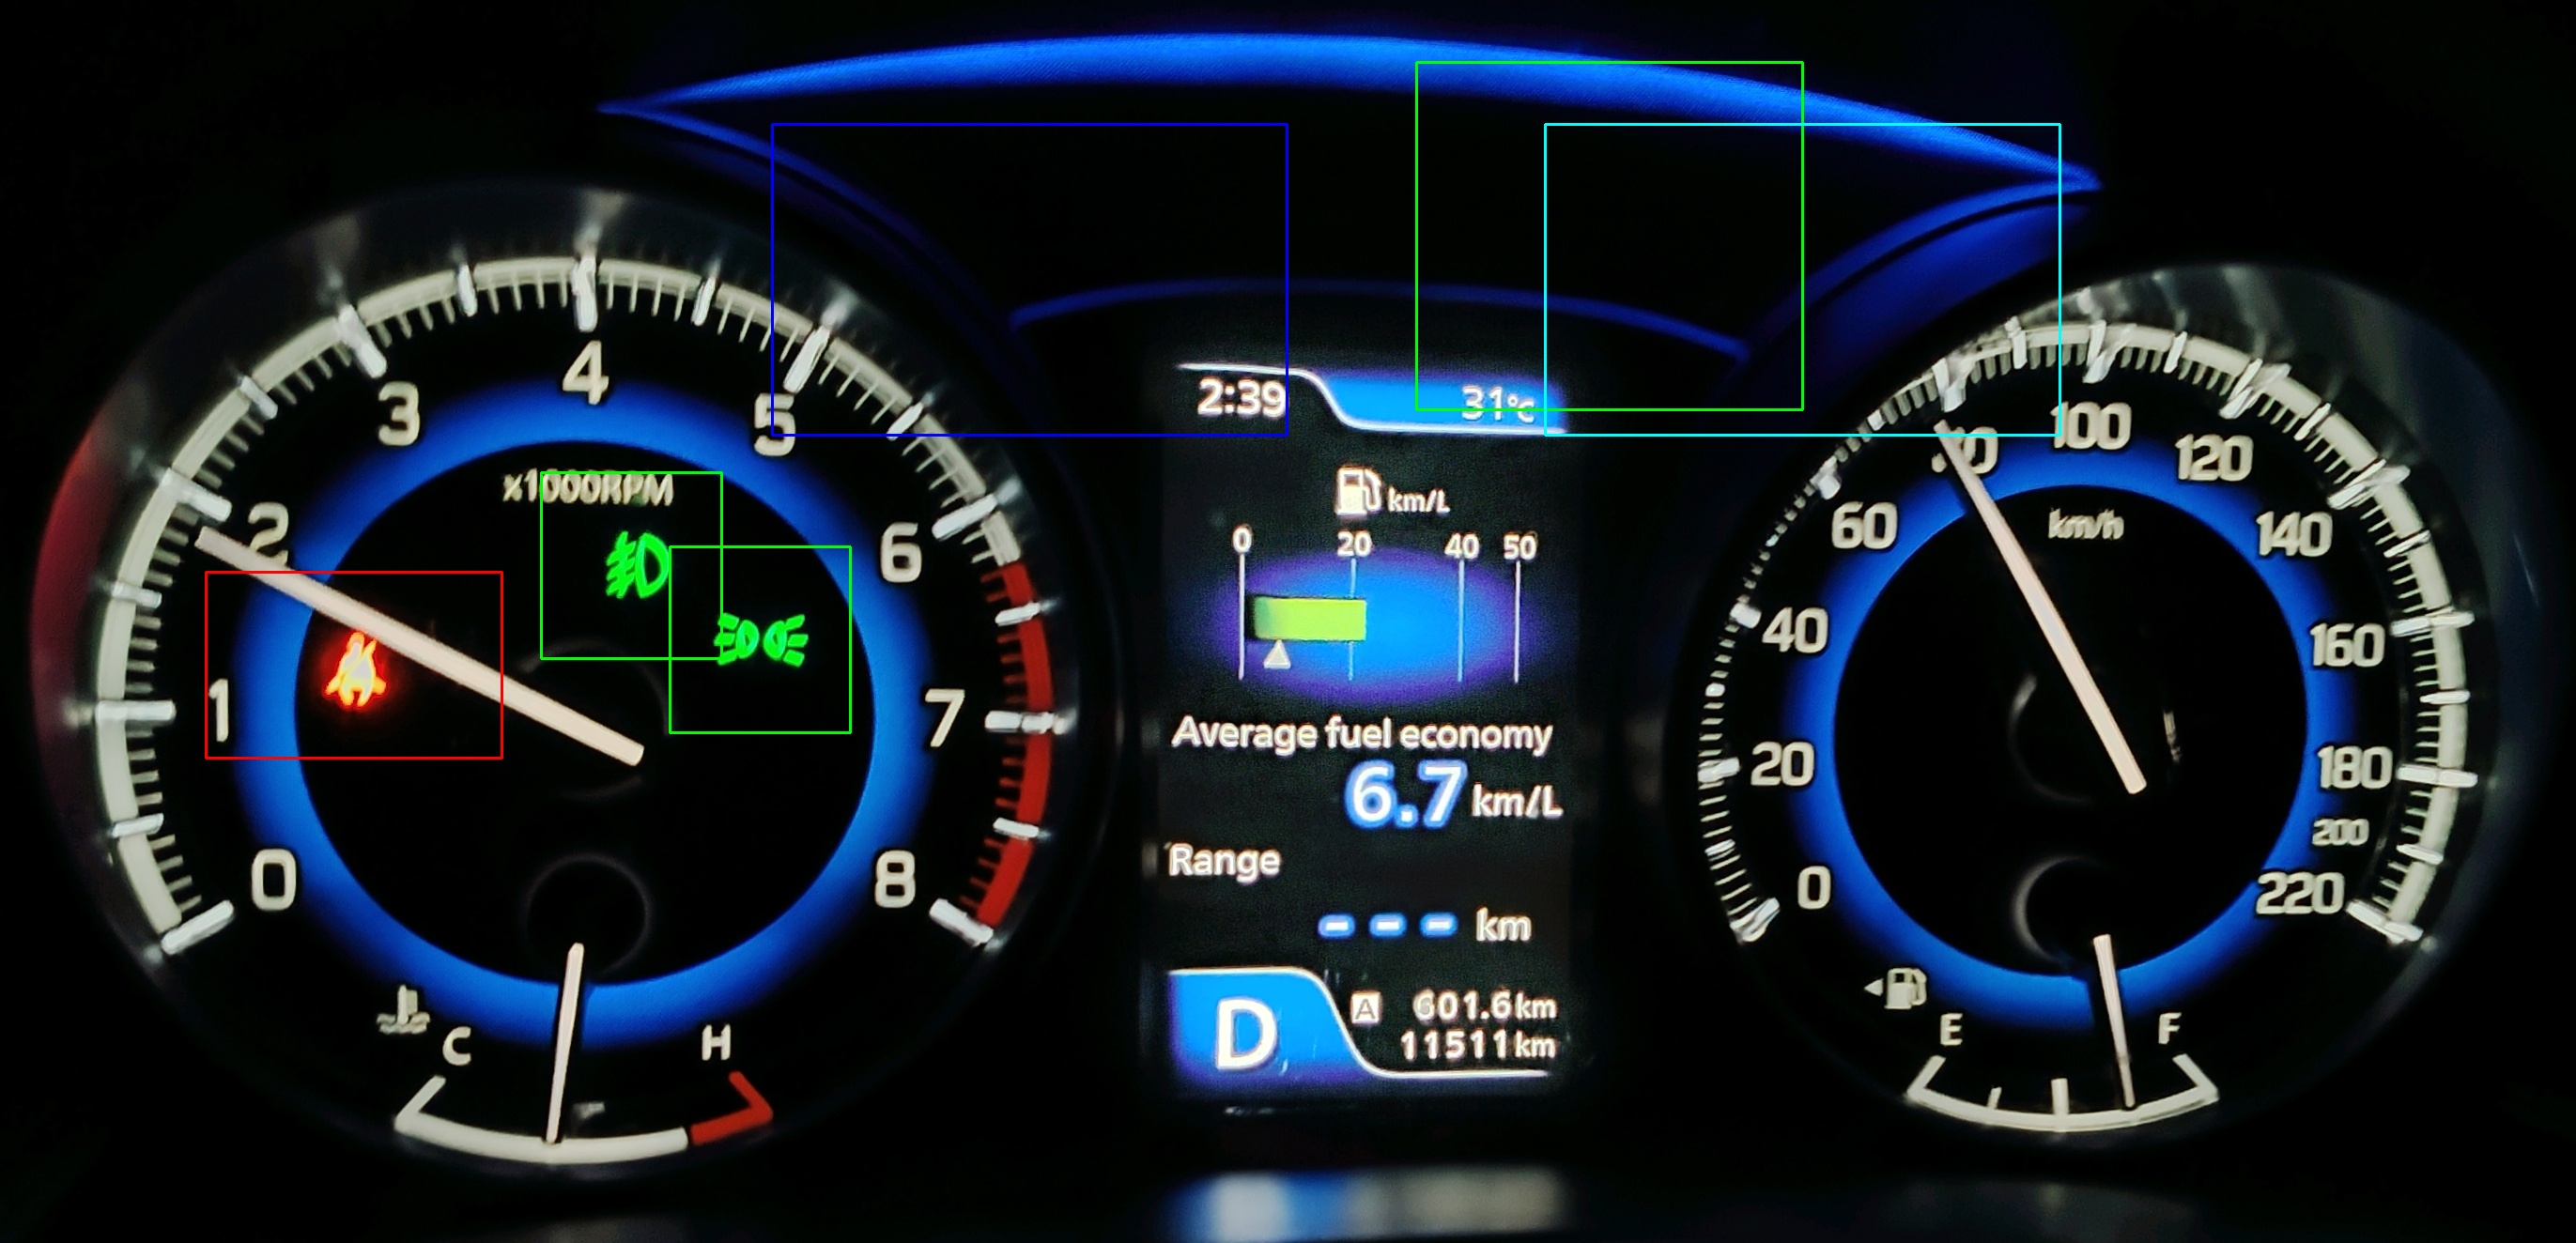 0
1
2
3
4
5
6
7
8
x1000RPM
C
H
2:39
31°C
km/L
0 20 40 50
Average fuel economy
6.7 km/L
Range
--- km
D
A 601.6km
11511km
0
20
40
60
80
100
120
140
160
180
200
220
km/h
E
F